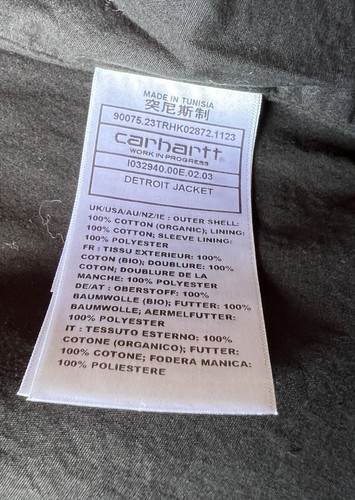 MADE IN TUNISIA
突尼斯制
90075.23TRHK02872.1123
carhartt
WORK IN PROGRESS
I032940.00E.02.03
DETROIT JACKET
UK/USA/AU/NZ/IE : OUTER SHELL:
100% COTTON (ORGANIC); LINING:
100% COTTON; SLEEVE LINING:
100% POLYESTER
FR : TISSU EXTERIEUR: 100%
COTON (BIO); DOUBLURE: 100%
COTON; DOUBLURE DE LA
MANCHE: 100% POLYESTER
DE/AT : OBERSTOFF: 100%
BAUMWOLLE (BIO); FUTTER: 100%
BAUMWOLLE; AERMELFUTTER:
100% POLYESTER
IT : TESSUTO ESTERNO: 100%
COTONE (ORGANICO); FUTTER:
100% COTONE; FODERA MANICA:
100% POLIESTERE